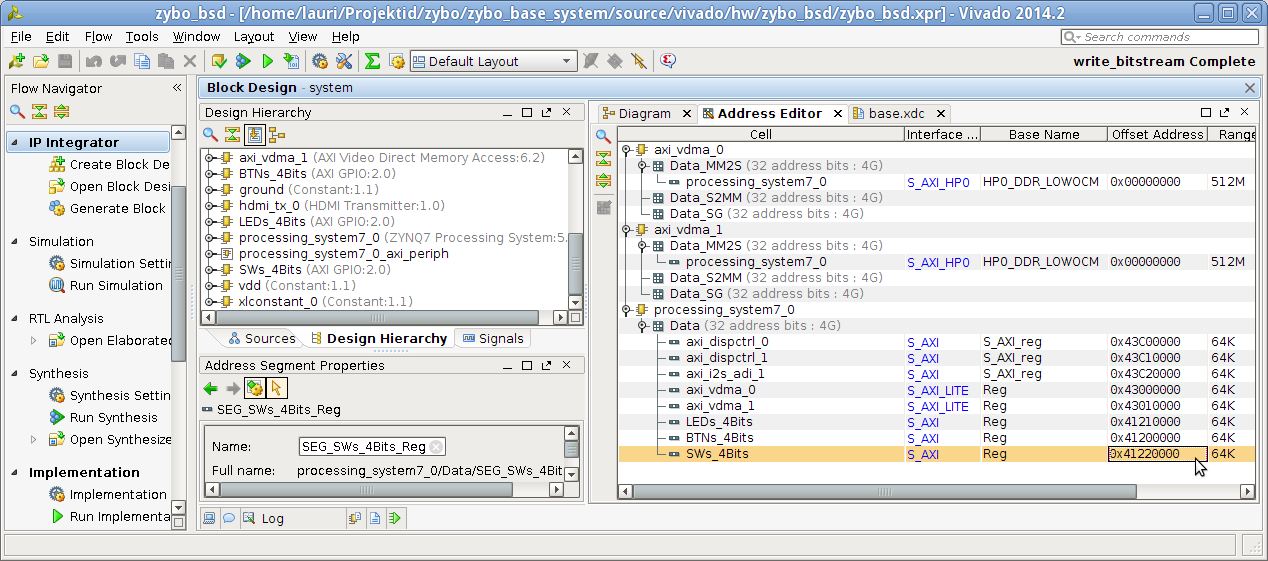 zybo_bsd - [/home/lauri/Projektid/zybo/zybo_base_system/source/vivado/hw/zybo_bsd/zybo_bsd.xpr] - Vivado 2014.2
File Edit Flow Tools Window Layout View Help
Search commands
Default Layout
write_bitstream Complete
Flow Navigator
IP Integrator
Create Block De
Open Block Desi
Generate Block
Simulation
Simulation Settin
Run Simulation
RTL Analysis
Open Elaborated
Synthesis
Synthesis Setting
Run Synthesis
Open Synthesize
Implementation
Implementation
Run Implementa
Block Design - system
Design Hierarchy
axi_vdma_1 (AXI Video Direct Memory Access:6.2)
BTNs_4Bits (AXI GPIO:2.0)
ground (Constant:1.1)
hdmi_tx_0 (HDMI Transmitter:1.0)
LEDs_4Bits (AXI GPIO:2.0)
processing_system7_0 (ZYNQ7 Processing System:5.
processing_system7_0_axi_periph
SWs_4Bits (AXI GPIO:2.0)
vdd (Constant:1.1)
xlconstant_0 (Constant:1.1)
Sources Design Hierarchy Signals
Address Segment Properties
SEG_SWs_4Bits_Reg
Name: SEG_SWs_4Bits_Reg
Full name: processing_system7_0/Data/SEG_SWs_4Bit
Log
Diagram Address Editor base.xdc
Cell Interface ... Base Name Offset Address Range
axi_vdma_0
Data_MM2S (32 address bits : 4G)
processing_system7_0 S_AXI_HP0 HP0_DDR_LOWOCM 0x00000000 512M
Data_S2MM (32 address bits : 4G)
Data_SG (32 address bits : 4G)
axi_vdma_1
Data_MM2S (32 address bits : 4G)
processing_system7_0 S_AXI_HP0 HP0_DDR_LOWOCM 0x00000000 512M
Data_S2MM (32 address bits : 4G)
Data_SG (32 address bits : 4G)
processing_system7_0
Data (32 address bits : 4G)
axi_dispctrl_0 S_AXI S_AXI_reg 0x43C00000 64K
axi_dispctrl_1 S_AXI S_AXI_reg 0x43C10000 64K
axi_i2s_adi_1 S_AXI S_AXI_reg 0x43C20000 64K
axi_vdma_0 S_AXI_LITE Reg 0x43000000 64K
axi_vdma_1 S_AXI_LITE Reg 0x43010000 64K
LEDs_4Bits S_AXI Reg 0x41210000 64K
BTNs_4Bits S_AXI Reg 0x41200000 64K
SWs_4Bits S_AXI Reg 0x41220000 64K